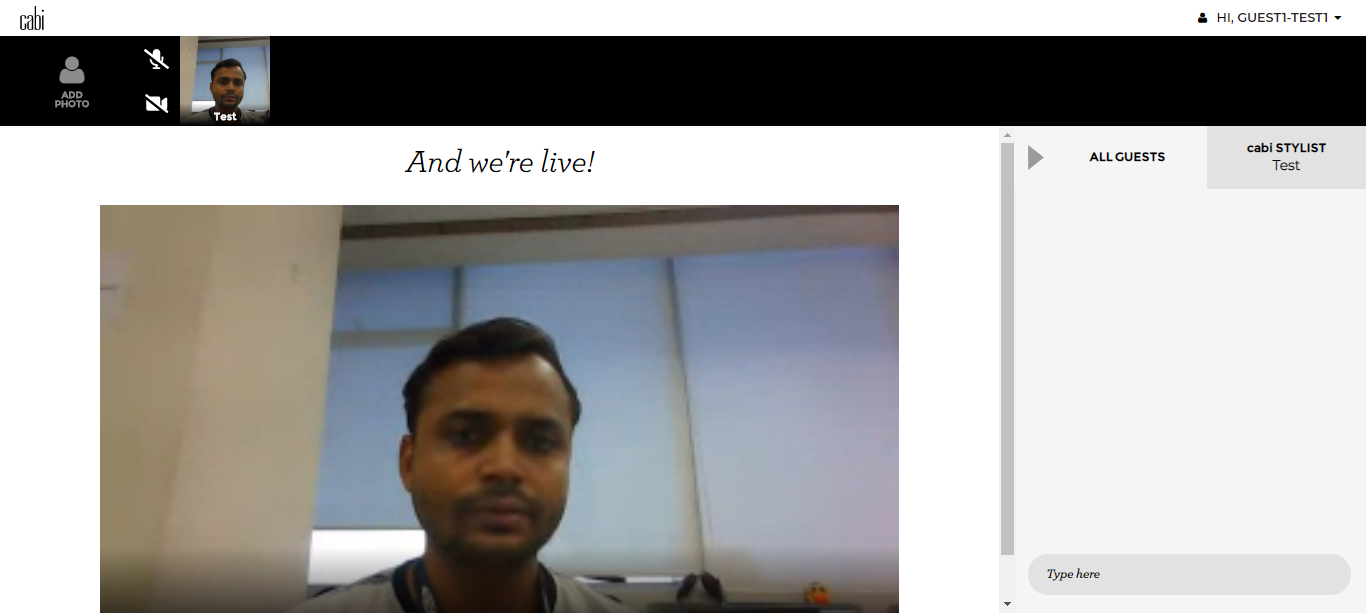 cabi
HI, GUEST1-TEST1
ADD
PHOTO
Test
And we're live!
ALL GUESTS
cabi STYLIST
Test
Type here